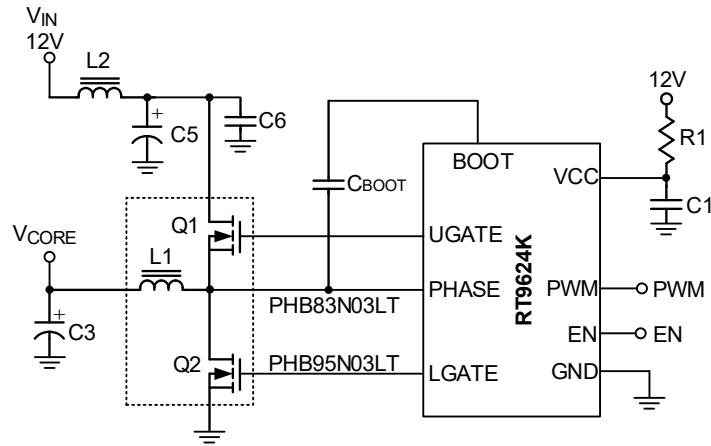 VIN
12V
L2
12V
C5
C6
R1
BOOT
CBOOT
VCC
C1
Q1
VCORE
L1
UGATE
RT9624K
PHASE
PWM
PWM
PHB83N03LT
C3
EN
EN
Q2
PHB95N03LT
LGATE
GND